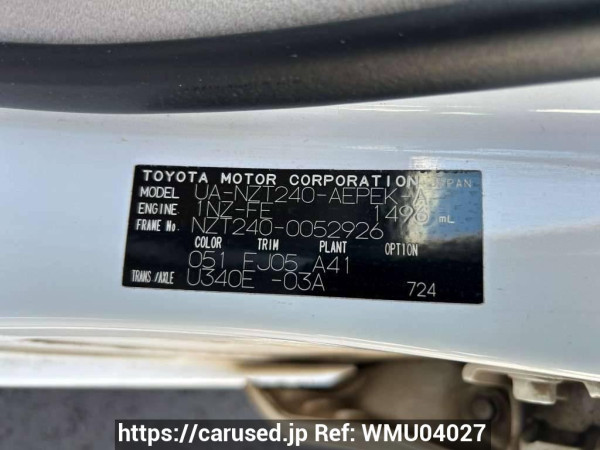 TOYOTA MOTOR CORPORATION JAPAN
MODEL UA-NZT240-AEPEK
ENGINE 1NZ-FE 1496 mL
FRAME No. NZT240-0052926
COLOR TRIM PLANT OPTION
051 FJ05 A41
TRANS/AXLE U340E -03A 724
https://carused.jp Ref: WMU04027